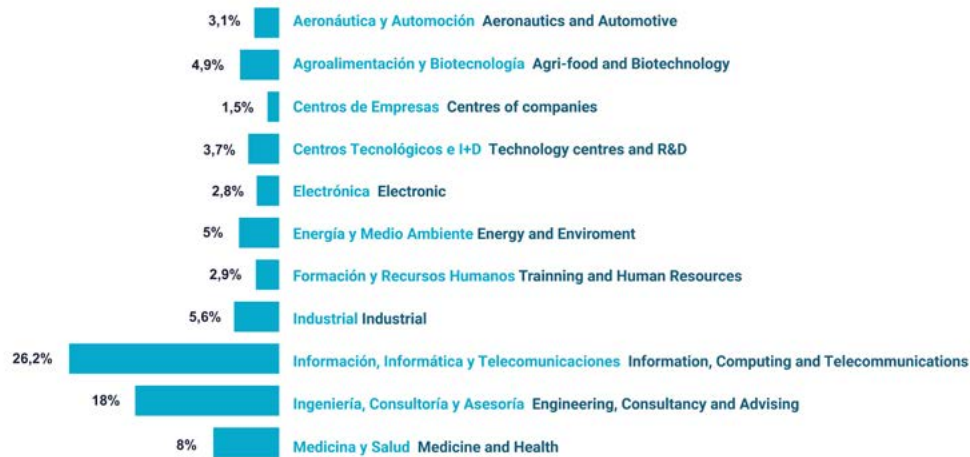 3,1% Aeronáutica y Automoción Aeronautics and Automotive
4,9% Agroalimentación y Biotecnología Agri-food and Biotechnology
1,5% Centros de Empresas Centres of companies
3,7% Centros Tecnológicos e I+D Technology centres and R&D
2,8% Electrónica Electronic
5% Energía y Medio Ambiente Energy and Enviroment
2,9% Formación y Recursos Humanos Trainning and Human Resources
5,6% Industrial Industrial
26,2% Información, Informática y Telecomunicaciones Information, Computing and Telecommunications
18% Ingeniería, Consultoría y Asesoría Engineering, Consultancy and Advising
8% Medicina y Salud Medicine and Health